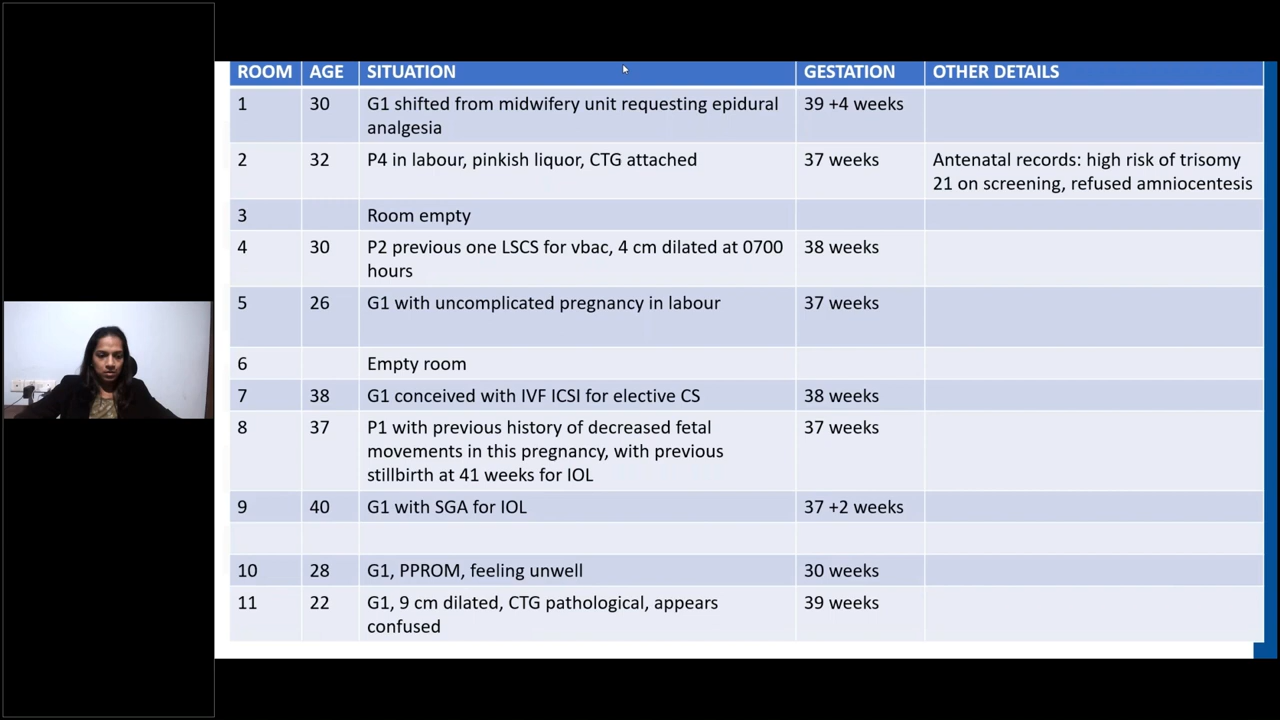 ROOM AGE SITUATION GESTATION OTHER DETAILS
1 30 G1 shifted from midwifery unit requesting epidural 39 +4 weeks
analgesia
2 32 P4 in labour, pinkish liquor, CTG attached 37 weeks Antenatal records: high risk of trisomy
21 on screening, refused amniocentesis
3 Room empty
4 30 P2 previous one LSCS for vbac, 4 cm dilated at 0700 38 weeks
hours
5 26 G1 with uncomplicated pregnancy in labour 37 weeks
6 Empty room
7 38 G1 conceived with IVF ICSI for elective CS 38 weeks
8 37 P1 with previous history of decreased fetal 37 weeks
movements in this pregnancy, with previous
stillbirth at 41 weeks for IOL
9 40 G1 with SGA for IOL 37 +2 weeks
10 28 G1, PPROM, feeling unwell 30 weeks
11 22 G1, 9 cm dilated, CTG pathological, appears 39 weeks
confused